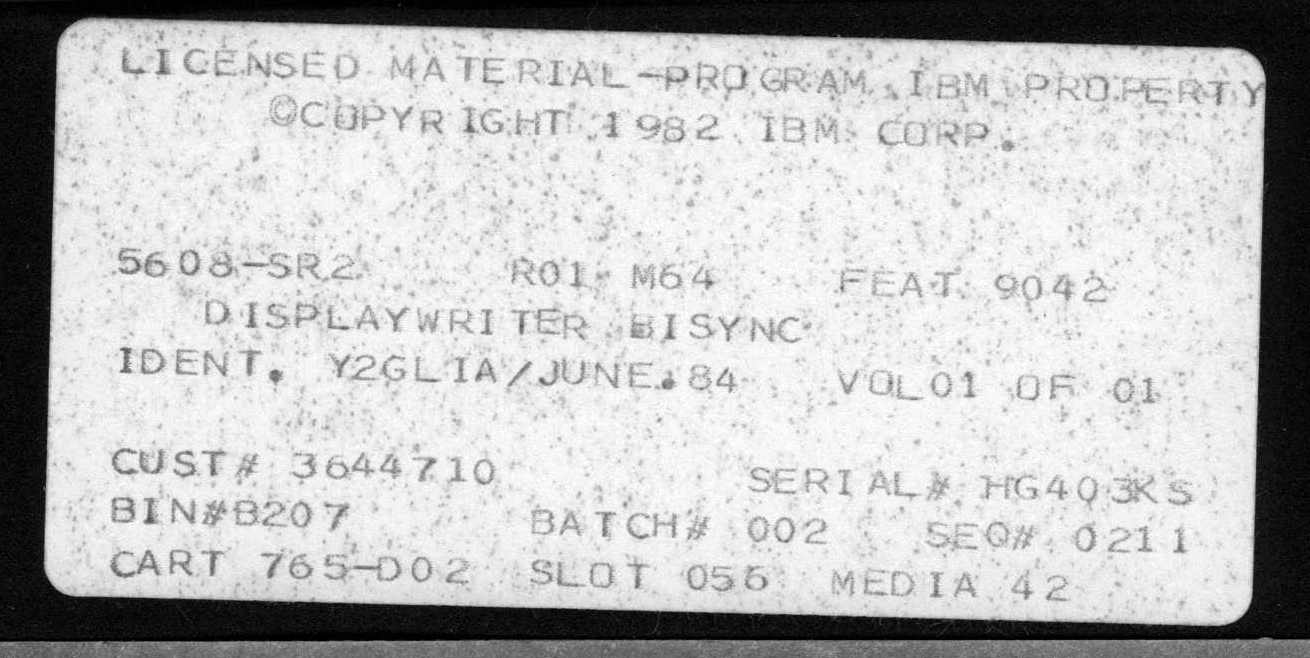 LICENSED MATERIAL-PROGRAM IBM PROPERTY
©COPYRIGHT 1982 IBM CORP.
5608-SR2 R01 M64 FEAT 9042
DISPLAYWRITER BISYNC
IDENT. Y2GLIA/JUNE.84 VOL01 OF 01
CUST# 3644710 SERIAL# HG403KS
BIN#B207 BATCH# 002 SEQ# 0211
CART 765-D02 SLOT 056 MEDIA 42